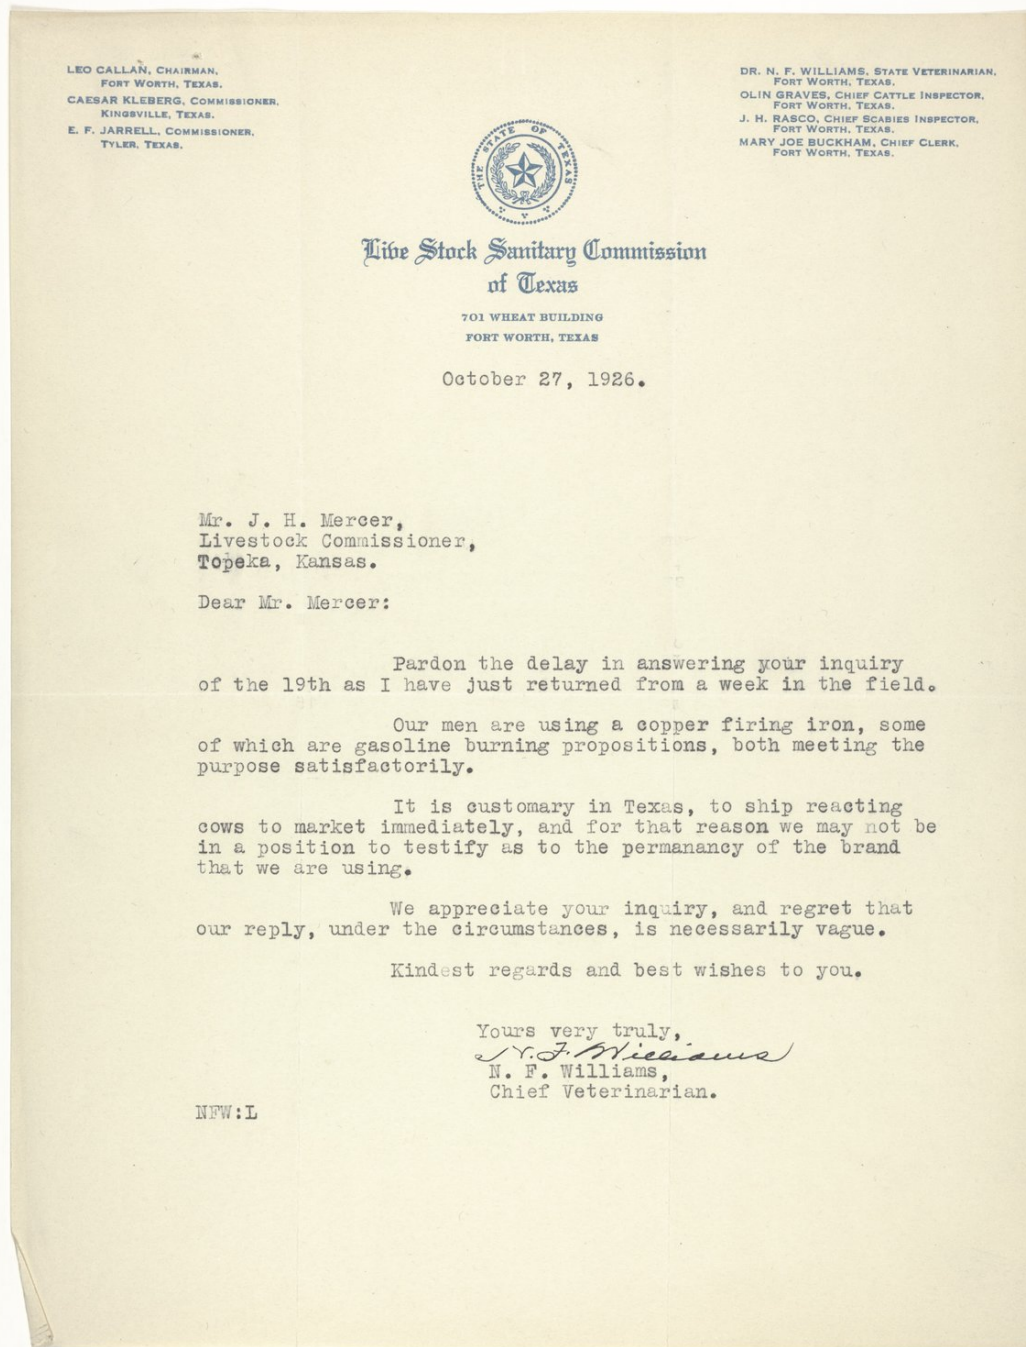 LEO CALLAN, CHAIRMAN,
FORT WORTH, TEXAS.
CAESAR KLEBERG, COMMISSIONER,
KINGSVILLE, TEXAS.
E. F. JARRELL, COMMISSIONER,
TYLER, TEXAS.
DR. N. F. WILLIAMS, STATE VETERINARIAN,
FORT WORTH, TEXAS.
OLIN GRAVES, CHIEF CATTLE INSPECTOR,
FORT WORTH, TEXAS.
J. H. RASCO, CHIEF SCABIES INSPECTOR,
FORT WORTH, TEXAS.
MARY JOE BUCKHAM, CHIEF CLERK,
FORT WORTH, TEXAS.
THE STATE OF TEXAS
Live Stock Sanitary Commission
of Texas
701 WHEAT BUILDING
FORT WORTH, TEXAS
October 27, 1926.
Mr. J. H. Mercer,
Livestock Commissioner,
Topeka, Kansas.
Dear Mr. Mercer:
Pardon the delay in answering your inquiry
of the 19th as I have just returned from a week in the field.
Our men are using a copper firing iron, some
of which are gasoline burning propositions, both meeting the
purpose satisfactorily.
It is customary in Texas, to ship reacting
cows to market immediately, and for that reason we may not be
in a position to testify as to the permanancy of the brand
that we are using.
We appreciate your inquiry, and regret that
our reply, under the circumstances, is necessarily vague.
Kindest regards and best wishes to you.
Yours very truly,
N. F. Williams
N. F. Williams,
Chief Veterinarian.
NFW:L